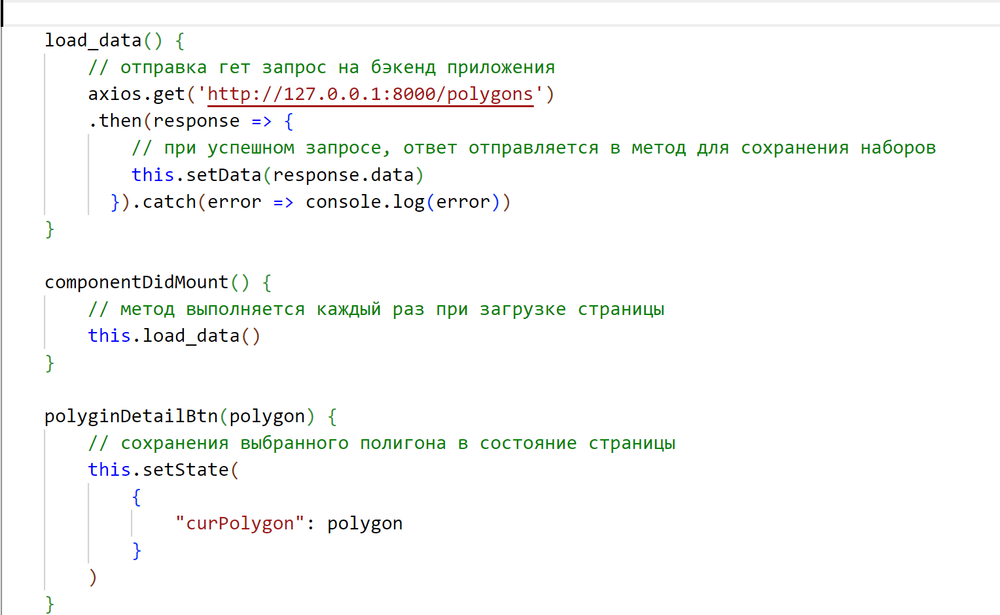 load_data() {
// отправка гет запрос на бэкенд приложения
axios.get('http://127.0.0.1:8000/polygons')
.then(response => {
// при успешном запросе, ответ отправляется в метод для сохранения наборов
this.setData(response.data)
}).catch(error => console.log(error))
}
componentDidMount() {
// метод выполняется каждый раз при загрузке страницы
this.load_data()
}
polyginDetailBtn(polygon) {
// сохранения выбранного полигона в состояние страницы
this.setState(
{
"curPolygon": polygon
}
)
}